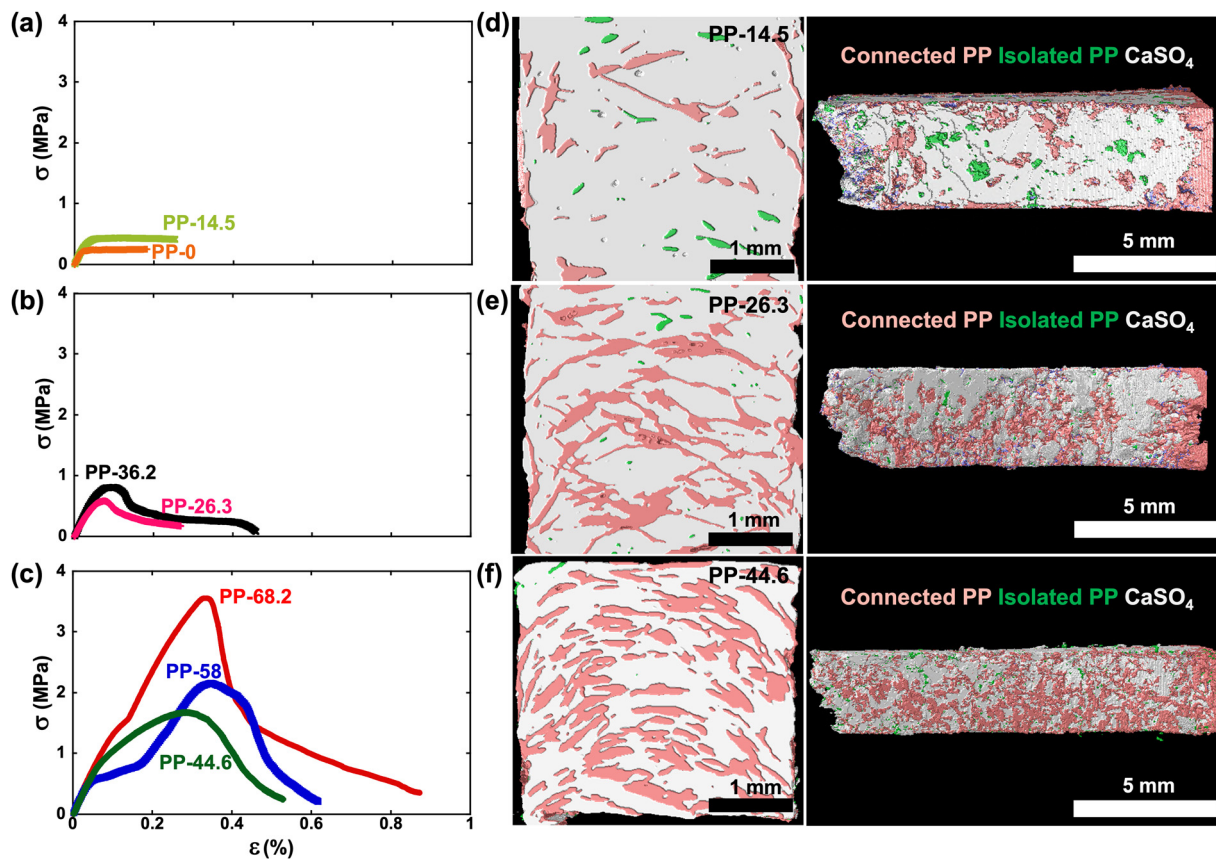 (a)
4
3
2
1
0
σ (MPa)
PP-14.5
PP-0
(b)
4
3
2
1
0
σ (MPa)
PP-36.2
PP-26.3
(c)
4
3
2
1
0
σ (MPa)
PP-68.2
PP-58
PP-44.6
0
0.2
0.4
0.6
0.8
1
ε (%)
(d)
PP-14.5
1 mm
Connected PP Isolated PP CaSO₄
5 mm
(e)
PP-26.3
1 mm
Connected PP Isolated PP CaSO₄
5 mm
(f)
PP-44.6
1 mm
Connected PP Isolated PP CaSO₄
5 mm